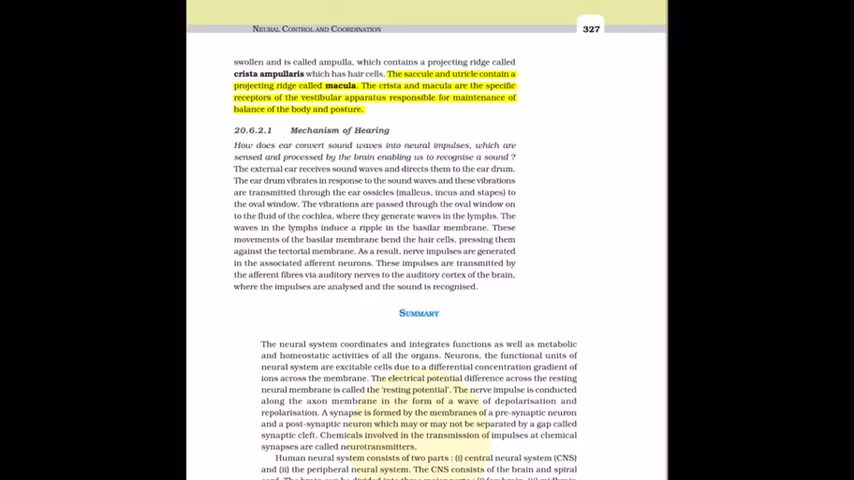 NEURAL CONTROL AND COORDINATION 327
swollen and is called ampulla, which contains a projecting ridge called
crista ampullaris which has hair cells. The saccule and utricle contain a
projecting ridge called macula. The crista and macula are the specific
receptors of the vestibular apparatus responsible for maintenance of
balance of the body and posture.
20.6.2.1 Mechanism of Hearing
How does ear convert sound waves into neural impulses, which are
sensed and processed by the brain enabling us to recognise a sound ?
The external ear receives sound waves and directs them to the ear drum.
The ear drum vibrates in response to the sound waves and these vibrations
are transmitted through the ear ossicles (malleus, incus and stapes) to
the oval window. The vibrations are passed through the oval window on
to the fluid of the cochlea, where they generate waves in the lymphs. The
waves in the lymphs induce a ripple in the basilar membrane. These
movements of the basilar membrane bend the hair cells, pressing them
against the tectorial membrane. As a result, nerve impulses are generated
in the associated afferent neurons. These impulses are transmitted by
the afferent fibres via auditory nerves to the auditory cortex of the brain,
where the impulses are analysed and the sound is recognised.
SUMMARY
The neural system coordinates and integrates functions as well as metabolic
and homeostatic activities of all the organs. Neurons, the functional units of
neural system are excitable cells due to a differential concentration gradient of
ions across the membrane. The electrical potential difference across the resting
neural membrane is called the 'resting potential'. The nerve impulse is conducted
along the axon membrane in the form of a wave of depolarisation and
repolarisation. A synapse is formed by the membranes of a pre-synaptic neuron
and a post-synaptic neuron which may or may not be separated by a gap called
synaptic cleft. Chemicals involved in the transmission of impulses at chemical
synapses are called neurotransmitters.
Human neural system consists of two parts : (i) central neural system (CNS)
and (ii) the peripheral neural system. The CNS consists of the brain and spinal
cord. The brain can be divided into three major parts : (i) forebrain, (ii) midbrain